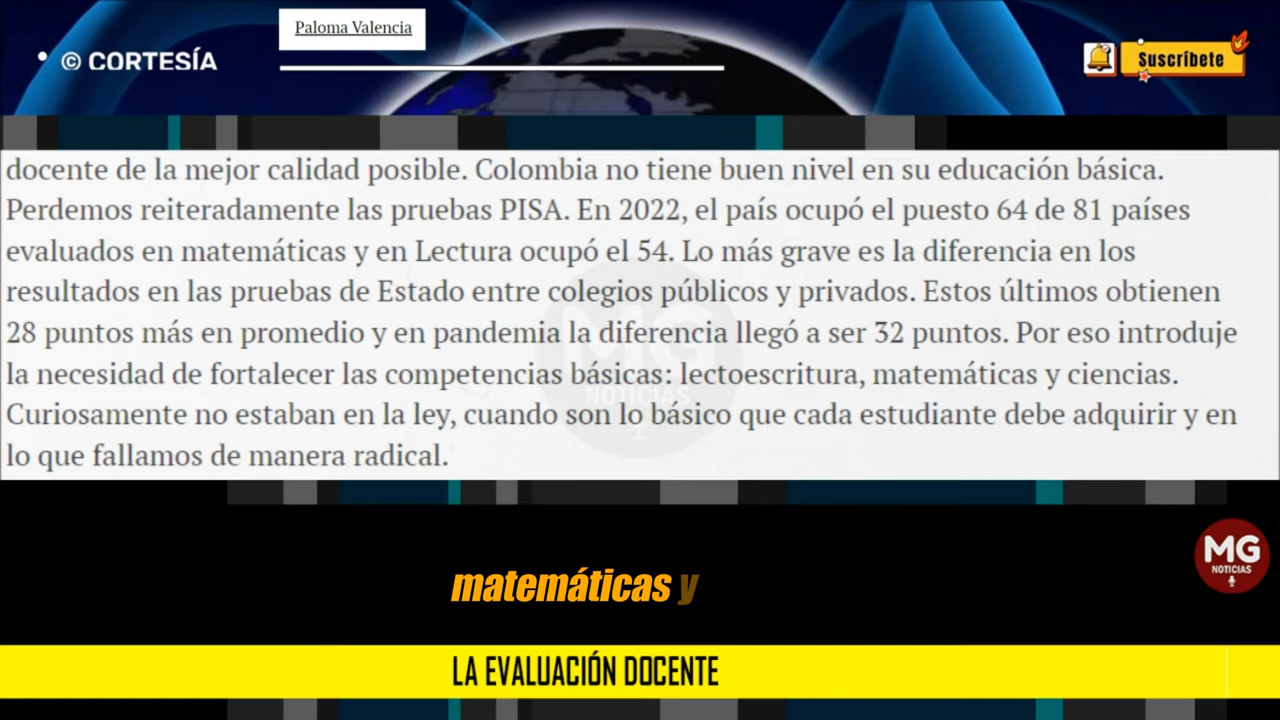 Paloma Valencia
© CORTESÍA
Suscríbete
docente de la mejor calidad posible. Colombia no tiene buen nivel en su educación básica.
Perdemos reiteradamente las pruebas PISA. En 2022, el país ocupó el puesto 64 de 81 países
evaluados en matemáticas y en Lectura ocupó el 54. Lo más grave es la diferencia en los
resultados en las pruebas de Estado entre colegios públicos y privados. Estos últimos obtienen
28 puntos más en promedio y en pandemia la diferencia llegó a ser 32 puntos. Por eso introduje
la necesidad de fortalecer las competencias básicas: lectoescritura, matemáticas y ciencias.
Curiosamente no estaban en la ley, cuando son lo básico que cada estudiante debe adquirir y en
lo que fallamos de manera radical.
MG
NOTICIAS
matemáticas y
MG
NOTICIAS
LA EVALUACIÓN DOCENTE